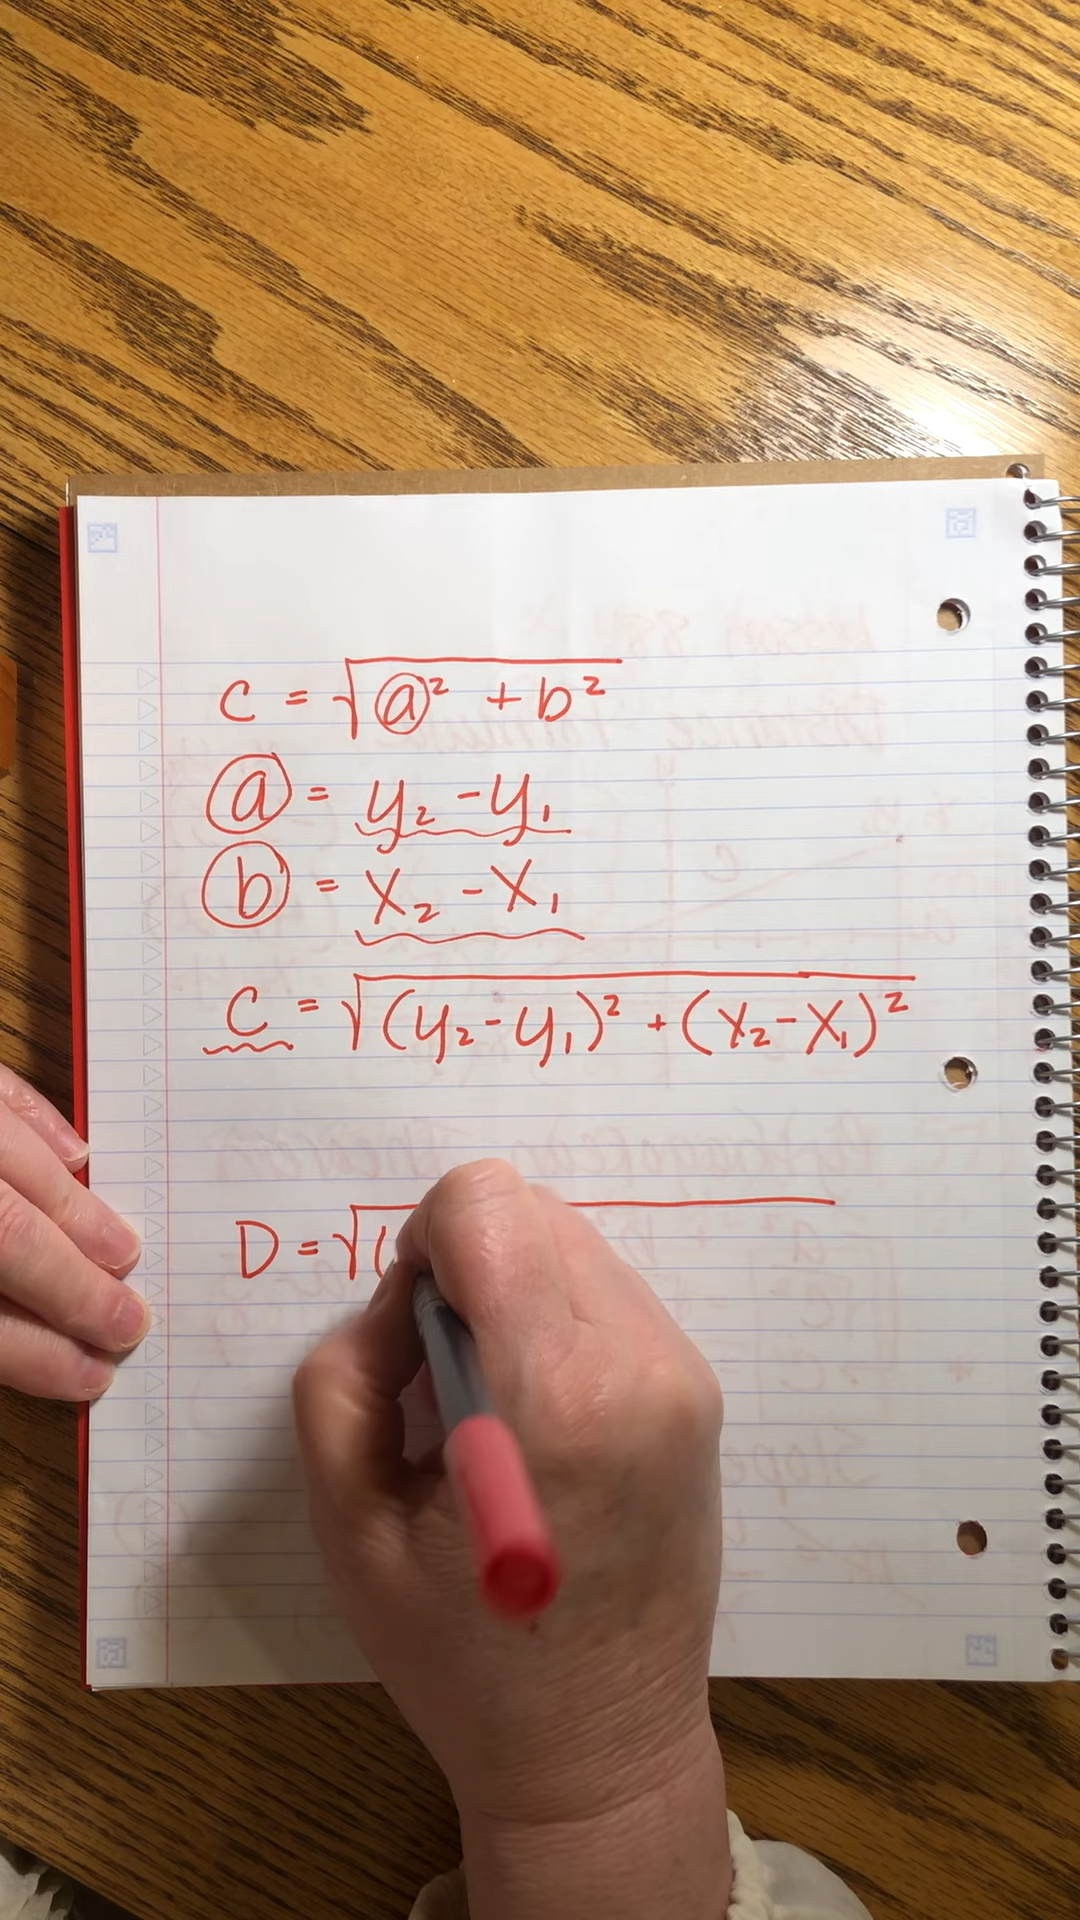 c = √a² + b²
a = y₂ - y₁
b = x₂ - x₁
C = √(y₂-y₁)² + (x₂-x₁)²
D = √(